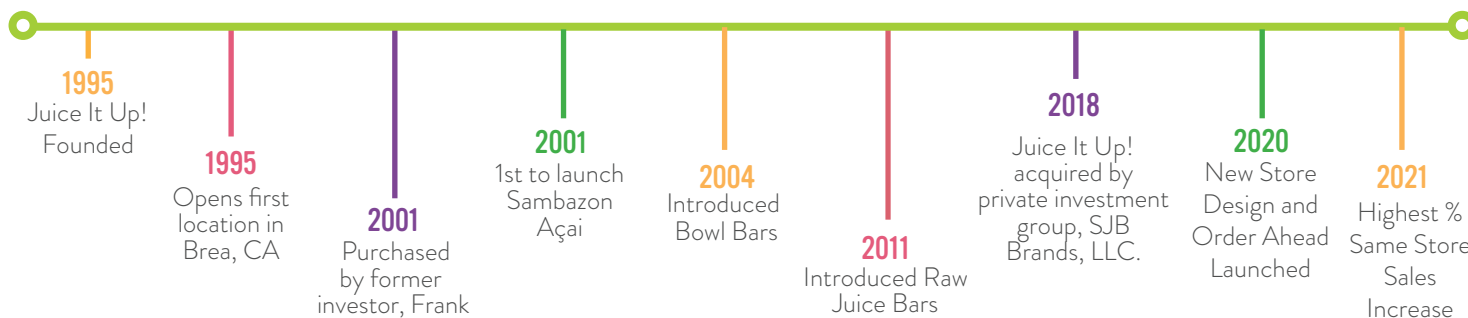 1995
Juice It Up!
Founded
1995
Opens first
location in
Brea, CA
2001
Purchased
by former
investor, Frank
2001
1st to launch
Sambazon
Açai
2004
Introduced
Bowl Bars
2011
Introduced Raw
Juice Bars
2018
Juice It Up!
acquired by
private investment
group, SJB
Brands, LLC.
2020
New Store
Design and
Order Ahead
Launched
2021
Highest %
Same Store
Sales
Increase